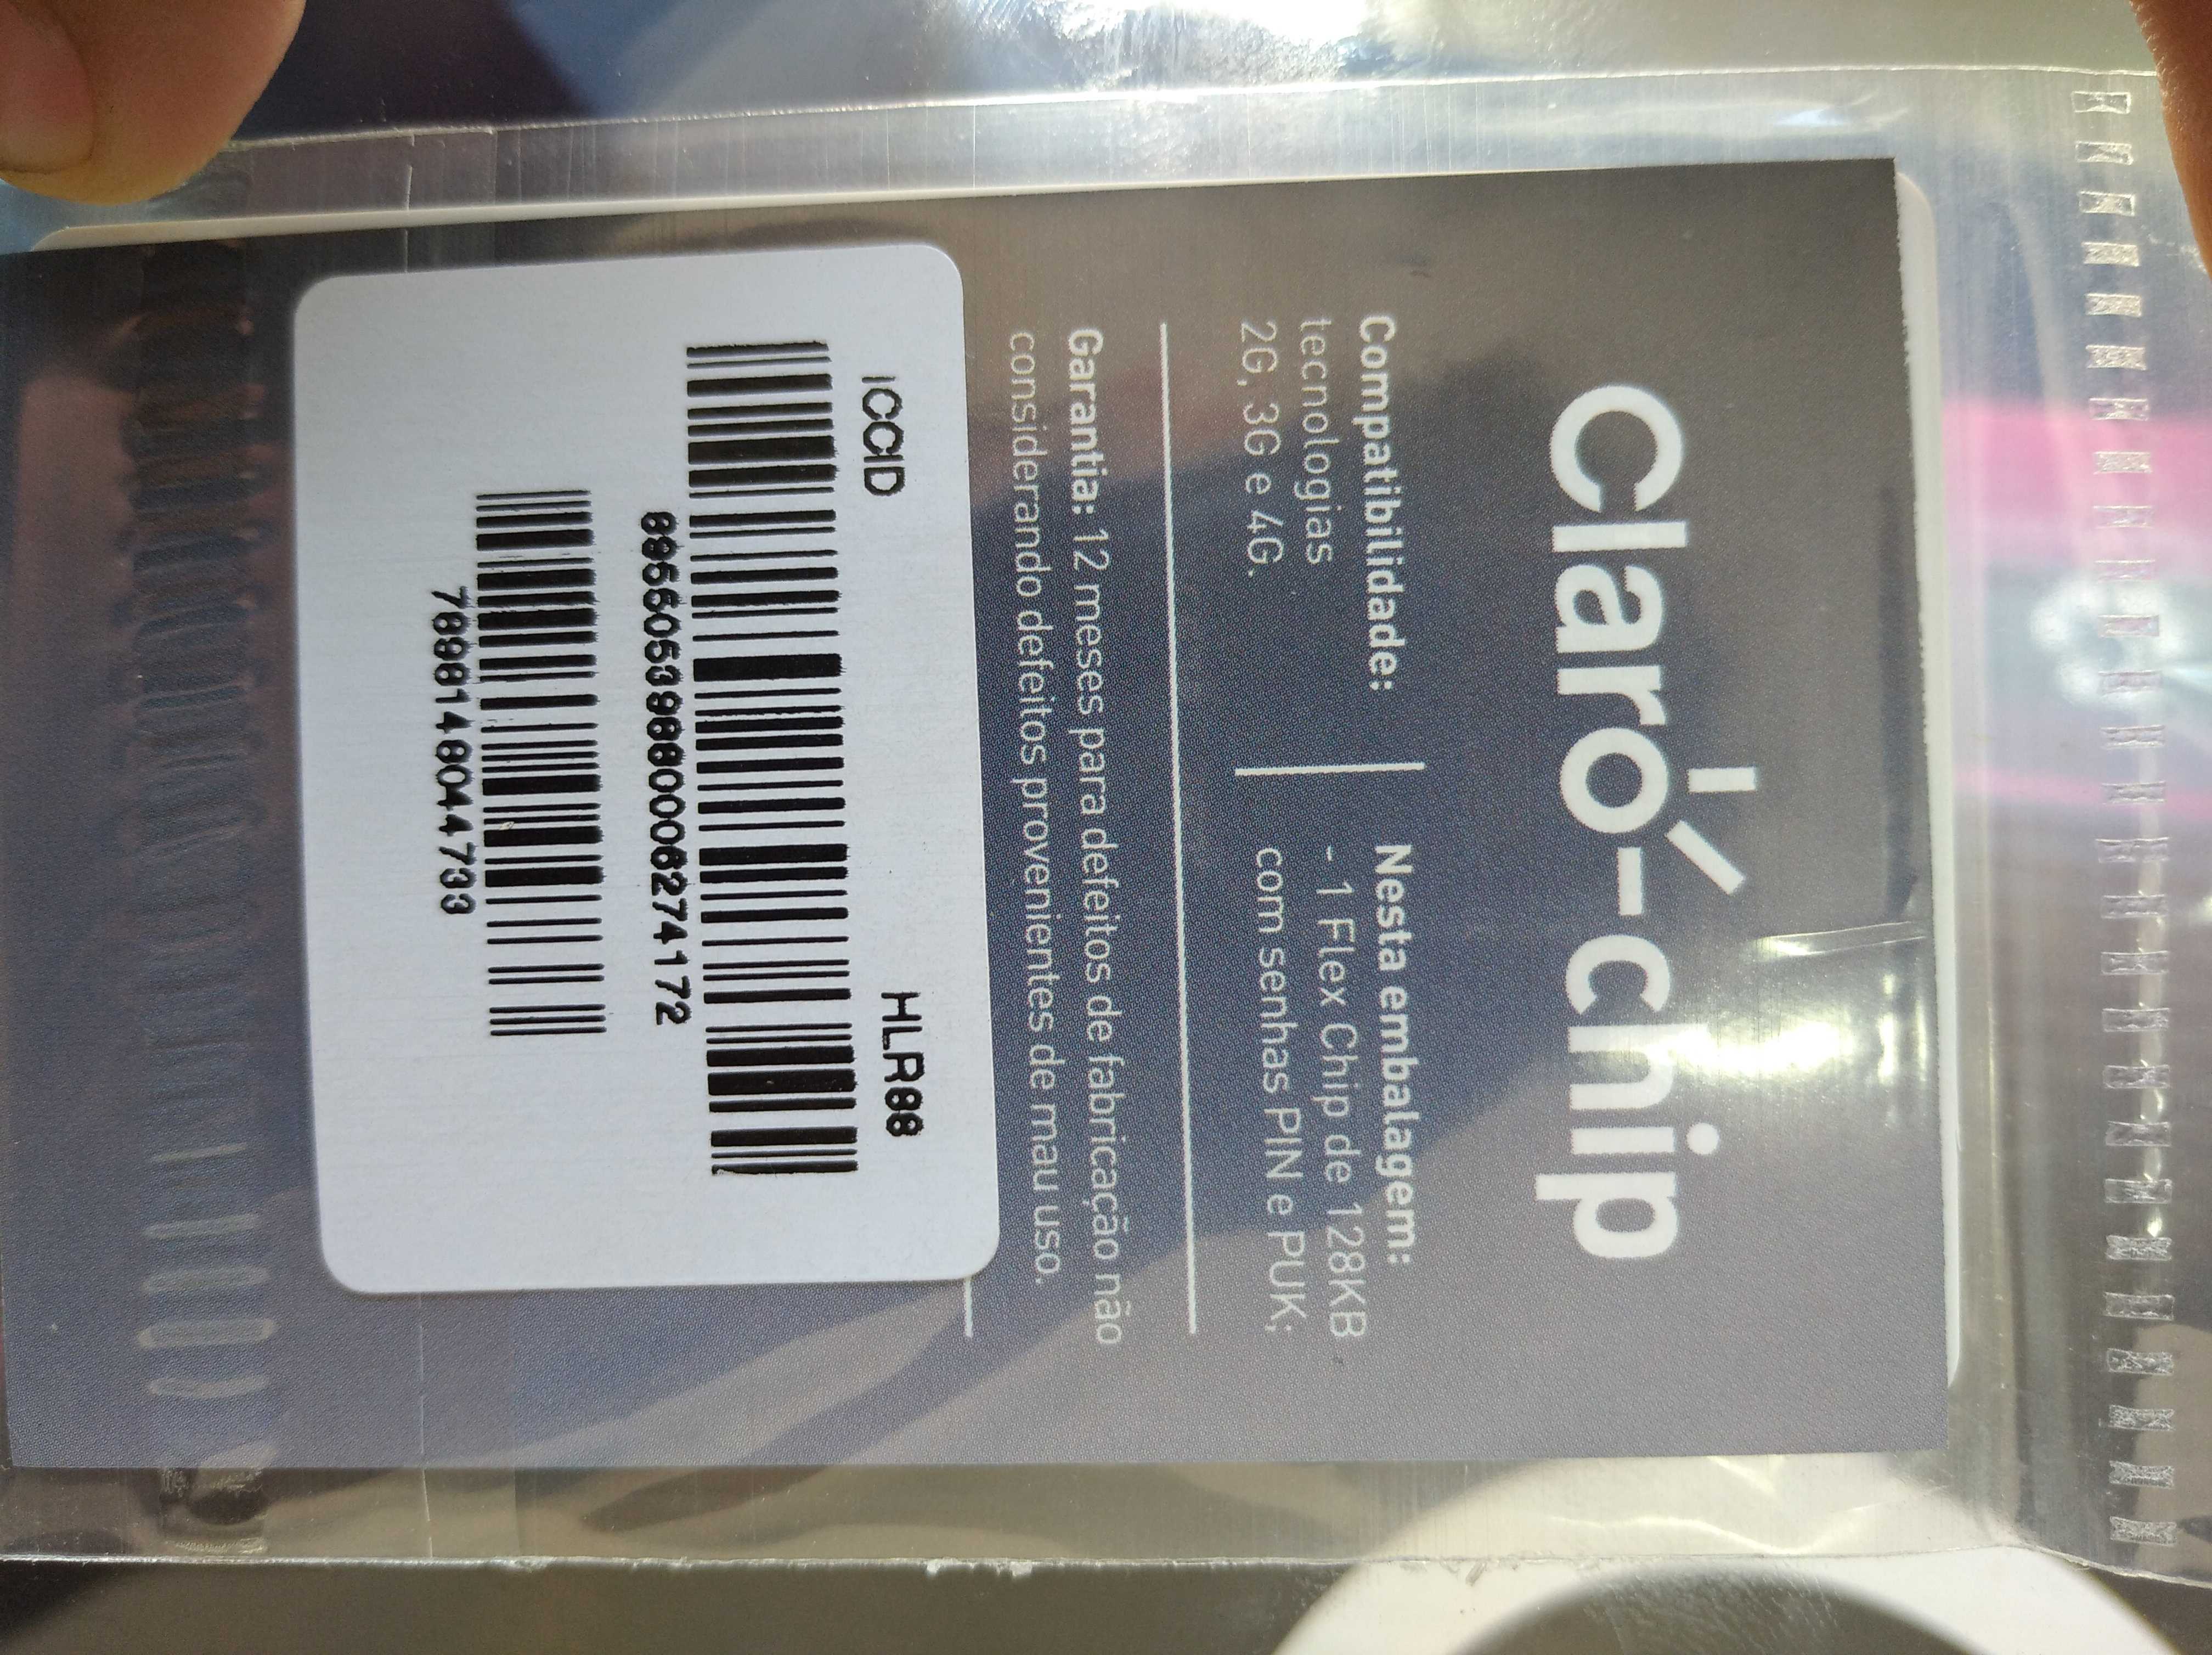 Claro-chip
Compatibilidade:
tecnologias
2G, 3G e 4G.
Nesta embalagem:
- 1 Flex Chip de 128KB
com senhas PIN e PUK;
Garantia: 12 meses para defeitos de fabricação não
considerando defeitos provenientes de mau uso.
ICCID HLR88
89550539880006274172
7898148044733